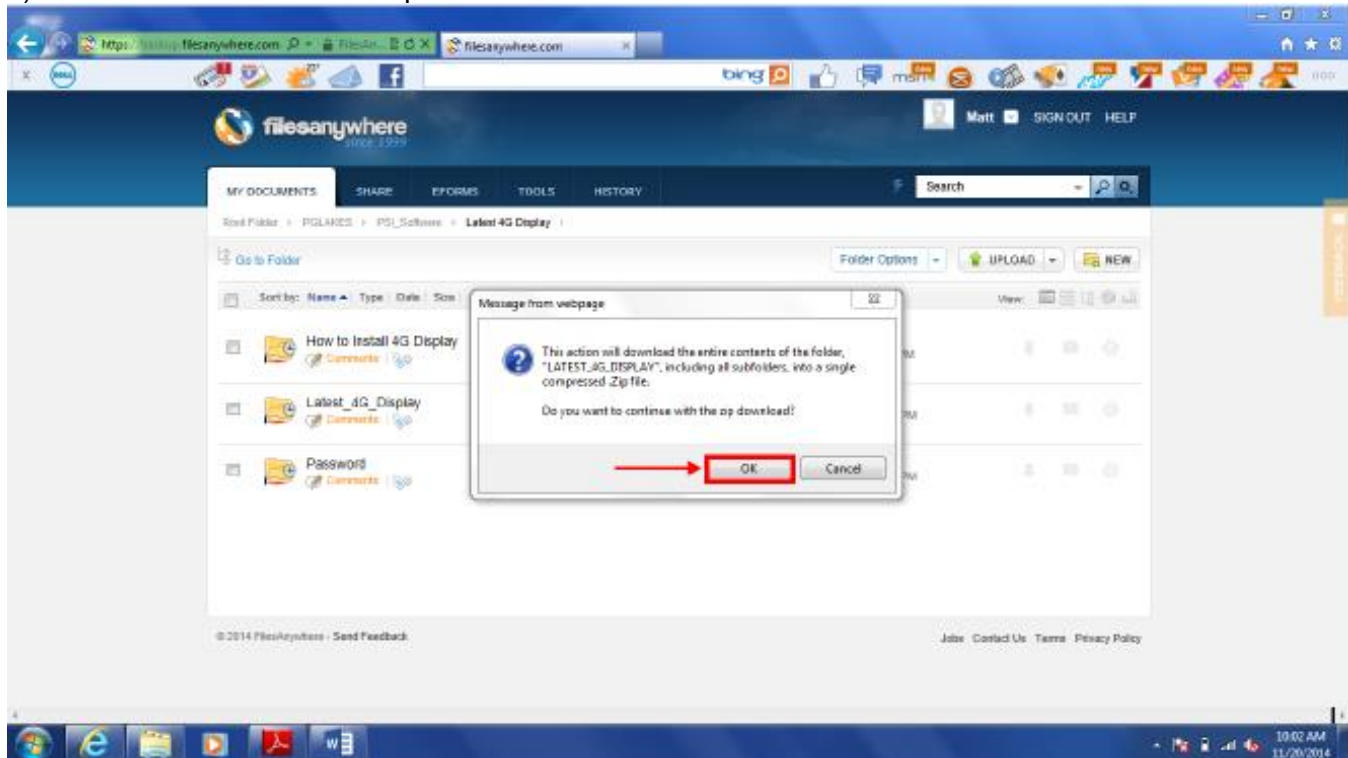 https:
filesanywhere.com
filesanywhere.com
DELL
f
bing
msn
filesanywhere
since 1999
Matt
SIGN OUT HELP
MY DOCUMENTS SHARE EFORMS TOOLS HISTORY
Search
Root Folder PGLAKES PSI_Software Latest 4G Display
Go to Folder
Folder Options
UPLOAD
NEW
Sort by: Name Type Date Size
View:
Message from webpage
This action will download the entire contents of the folder,
"LATEST_4G_DISPLAY", including all subfolders, into a single
compressed .Zip file.
Do you want to continue with the zip download?
OK Cancel
How to Install 4G Display
Comments
Latest_4G_Display
Comments
Password
Comments
FEEDBACK
© 2014 FilesAnywhere - Send Feedback
Jobs Contact Us Terms Privacy Policy
10:02 AM
11/20/2014